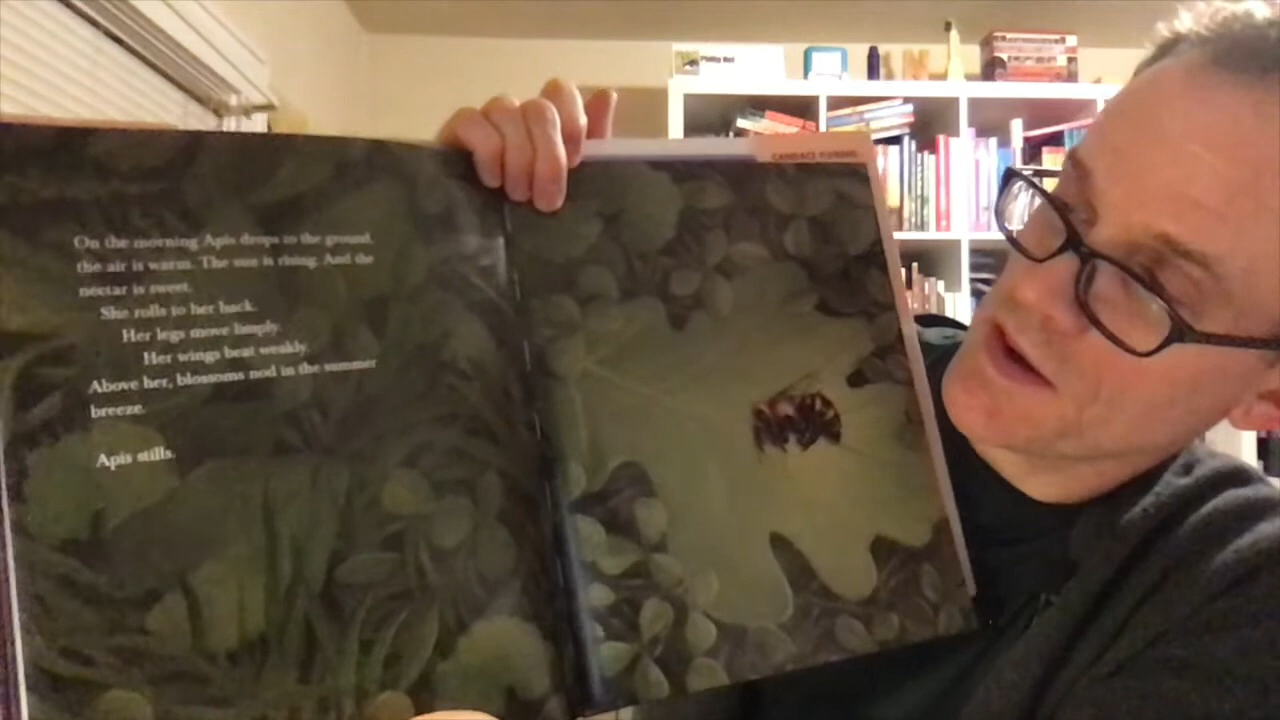 Philip Nel
CANDACE FLEMING
On the morning Apis drops to the ground,
the air is warm. The sun is rising. And the
nectar is sweet.
She rolls to her back.
Her legs move limply.
Her wings beat weakly.
Above her, blossoms nod in the summer
breeze.
Apis stills.